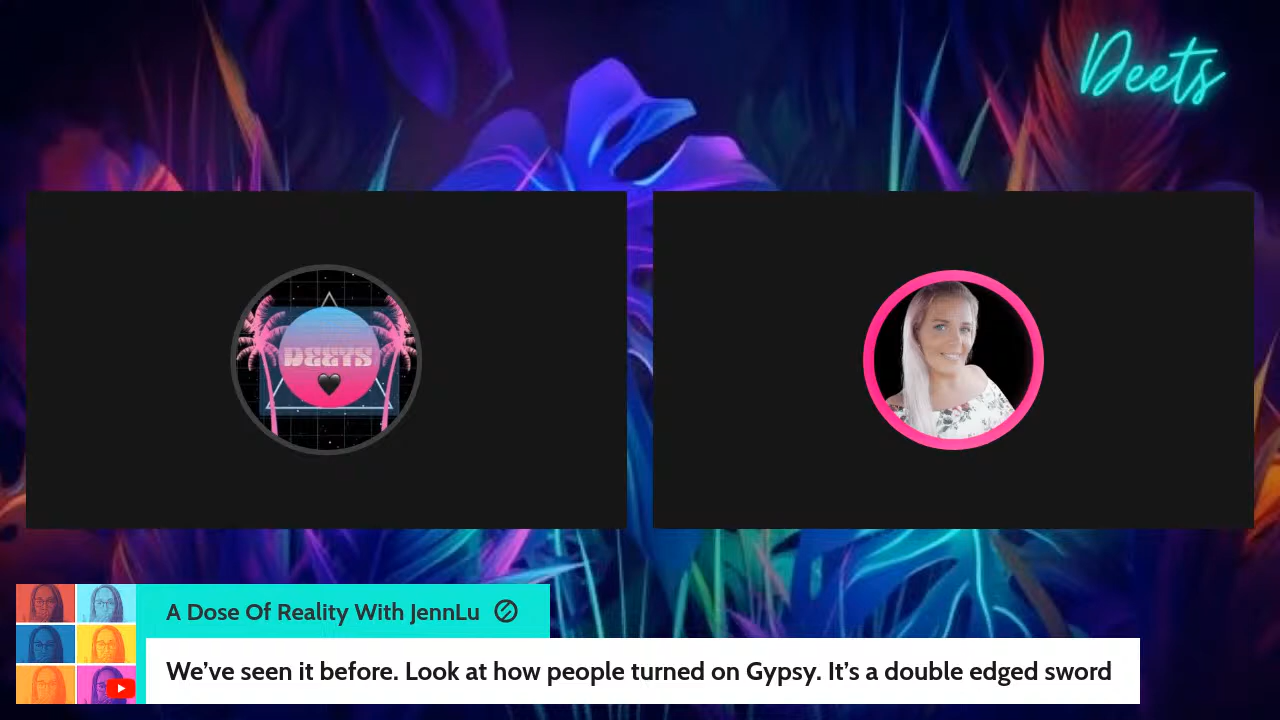 Deets
DEETS
A Dose Of Reality With JennLu
We’ve seen it before. Look at how people turned on Gypsy. It’s a double edged sword